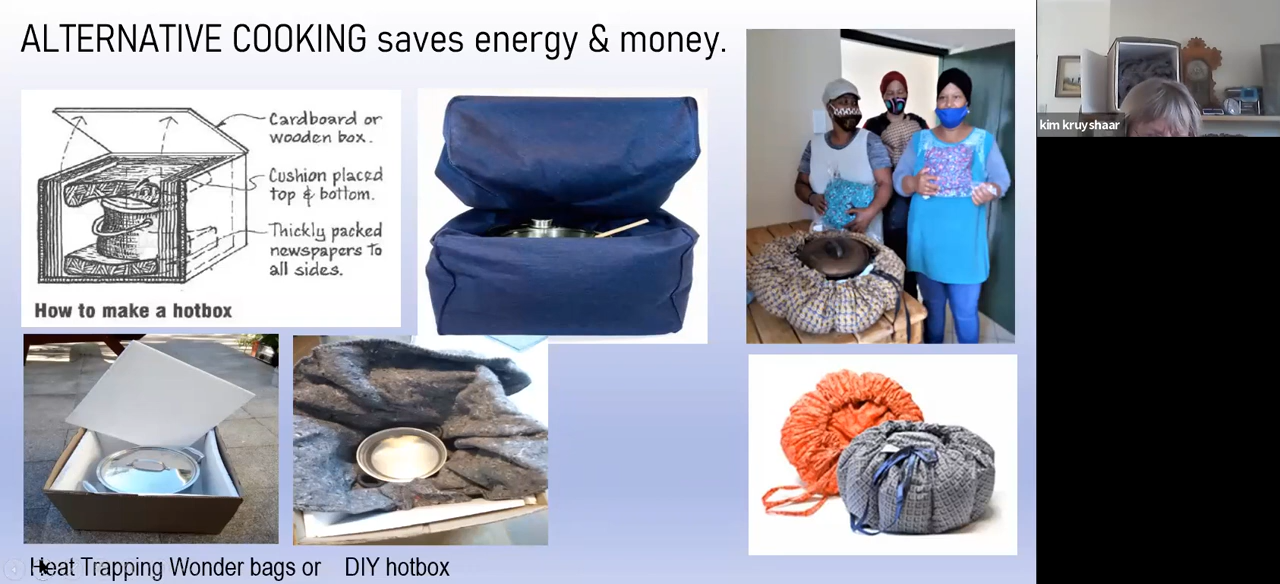 ALTERNATIVE COOKING saves energy & money.
Cardboard or
wooden box.
Cushion placed
top & bottom.
Thickly packed
newspapers to
all sides.
How to make a hotbox
kim kruyshaar
Heat Trapping Wonder bags or DIY hotbox